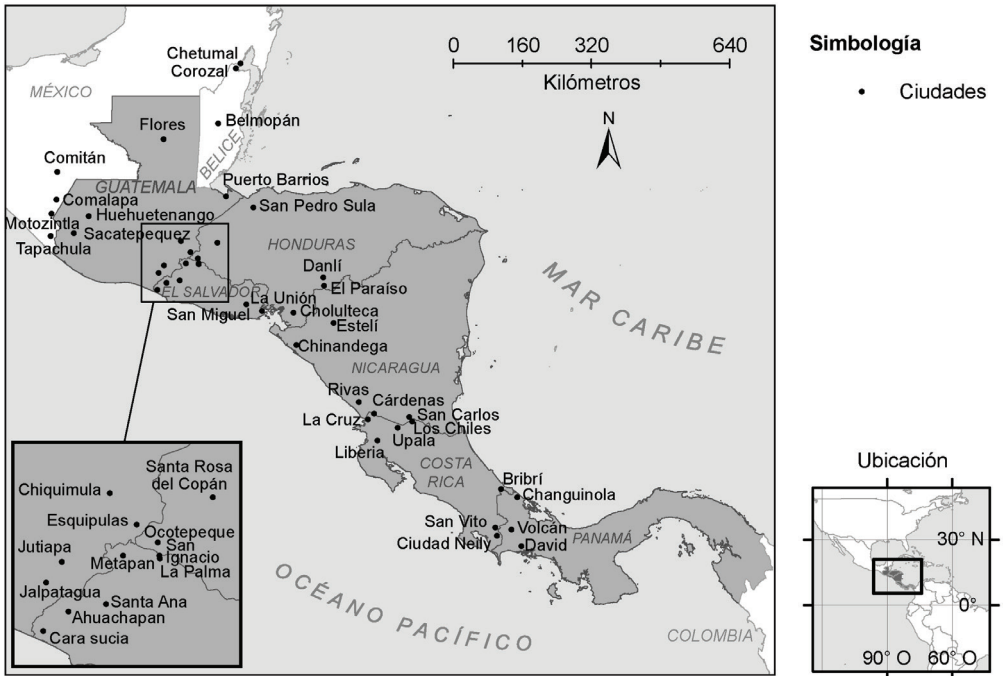 Chetumal
Corozal
MÉXICO
Flores
Belmopán
BELICE
Comitán
GUATEMALA
Puerto Barrios
Comalapa
Huehuetenango
San Pedro Sula
Motozintla
Sacatepequez
Tapachula
HONDURAS
Danlí
El Paraíso
EL SALVADOR
La Unión
San Miguel
Cholulteca
Estelí
Chinandega
NICARAGUA
Rivas
Cárdenas
La Cruz
San Carlos
Los Chiles
Upala
Liberia
COSTA
RICA
Bribrí
Changuinola
San Vito
Volcán
Ciudad Neily
David
PANAMÁ
COLOMBIA
MAR CARIBE
OCÉANO PACÍFICO
0 160 320 640
Kilómetros
N
Santa Rosa
del Copán
Chiquimula
Esquipulas
Ocotepeque
Jutiapa
San
Ignacio
Metapan
La Palma
Jalpatagua
Santa Ana
Ahuachapan
Cara sucia
Simbología
Ciudades
Ubicación
30° N
0°
90° O 60° O